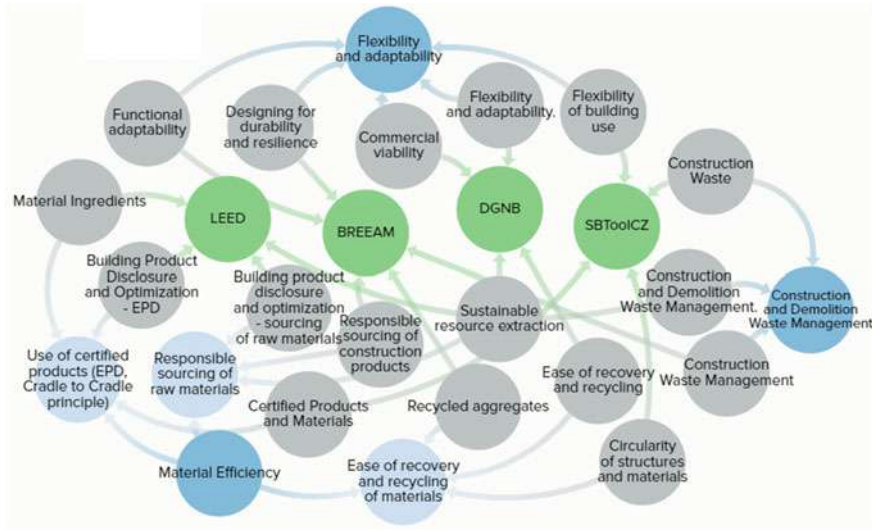 Flexibility
and adaptability
Functional
adaptability
Designing for
durability
and resilience
Commercial
viability
Flexibility
and adaptability.
Flexibility
of building
use
Construction
Waste
Material Ingredients
LEED
BREEAM
DGNB
SBToolCZ
Building Product
Disclosure
and Optimization
- EPD
Building product
disclosure
and optimization
- sourcing
of raw materials
Responsible
sourcing of
construction
products
Sustainable
resource extraction
Construction
and Demolition
Waste Management.
Construction
and Demolition
Waste Management
Use of certified
products (EPD,
Cradle to Cradle
principle)
Responsible
sourcing of
raw materials
Certified Products
and Materials
Recycled aggregates
Ease of recovery
and recycling
Construction
Waste Management
Material Efficiency
Ease of recovery
and recycling
of materials
Circularity
of structures
and materials